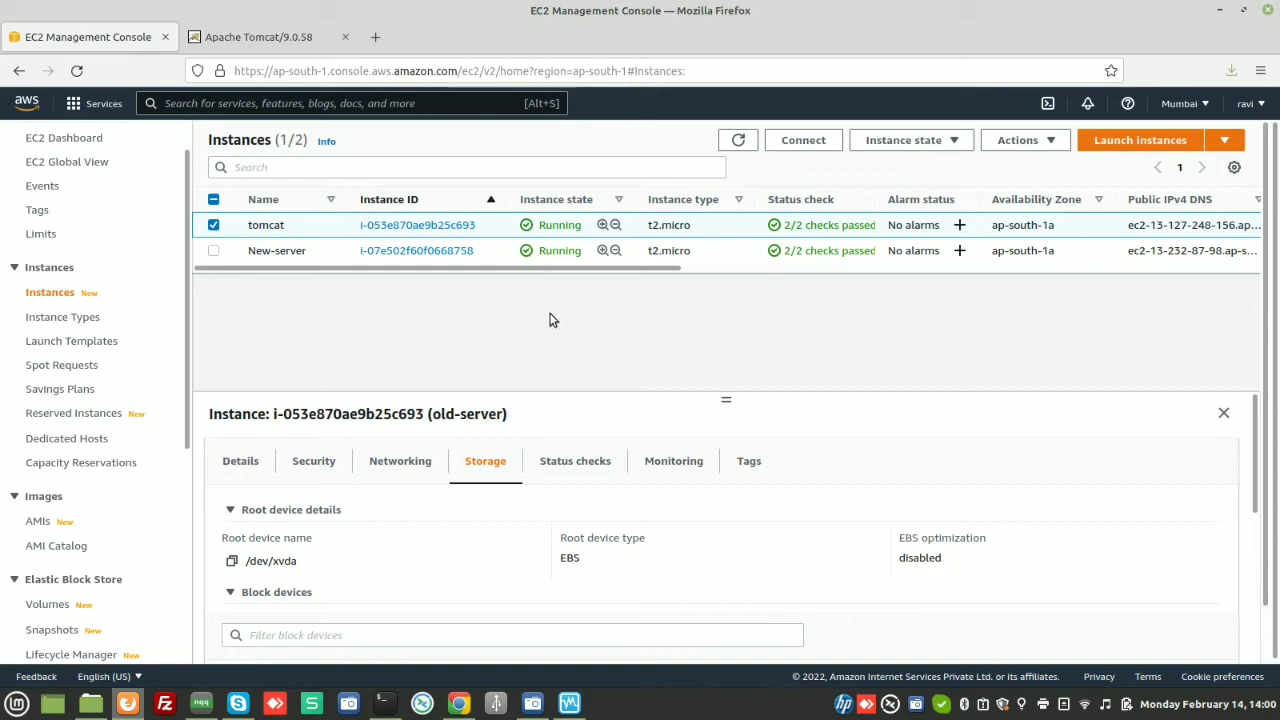 EC2 Management Console — Mozilla Firefox
EC2 Management Console
Apache Tomcat/9.0.58
https://ap-south-1.console.aws.amazon.com/ec2/v2/home?region=ap-south-1#Instances:
aws
Services
Search for services, features, blogs, docs, and more
[Alt+S]
Mumbai
ravi
EC2 Dashboard
EC2 Global View
Events
Tags
Limits
Instances
Instances New
Instance Types
Launch Templates
Spot Requests
Savings Plans
Reserved Instances New
Dedicated Hosts
Capacity Reservations
Images
AMIs New
AMI Catalog
Elastic Block Store
Volumes New
Snapshots New
Lifecycle Manager New
Instances (1/2) Info
Connect
Instance state
Actions
Launch instances
Search
1
Name Instance ID Instance state Instance type Status check Alarm status Availability Zone Public IPv4 DNS
tomcat i-053e870ae9b25c693 Running t2.micro 2/2 checks passed No alarms ap-south-1a ec2-13-127-248-156.ap...
New-server i-07e502f60f0668758 Running t2.micro 2/2 checks passed No alarms ap-south-1a ec2-13-232-87-98.ap-s...
Instance: i-053e870ae9b25c693 (old-server)
Details Security Networking Storage Status checks Monitoring Tags
Root device details
Root device name Root device type EBS optimization
/dev/xvda EBS disabled
Block devices
Filter block devices
Feedback English (US)
© 2022, Amazon Internet Services Private Ltd. or its affiliates. Privacy Terms Cookie preferences
nqq
Monday February 14, 14:00